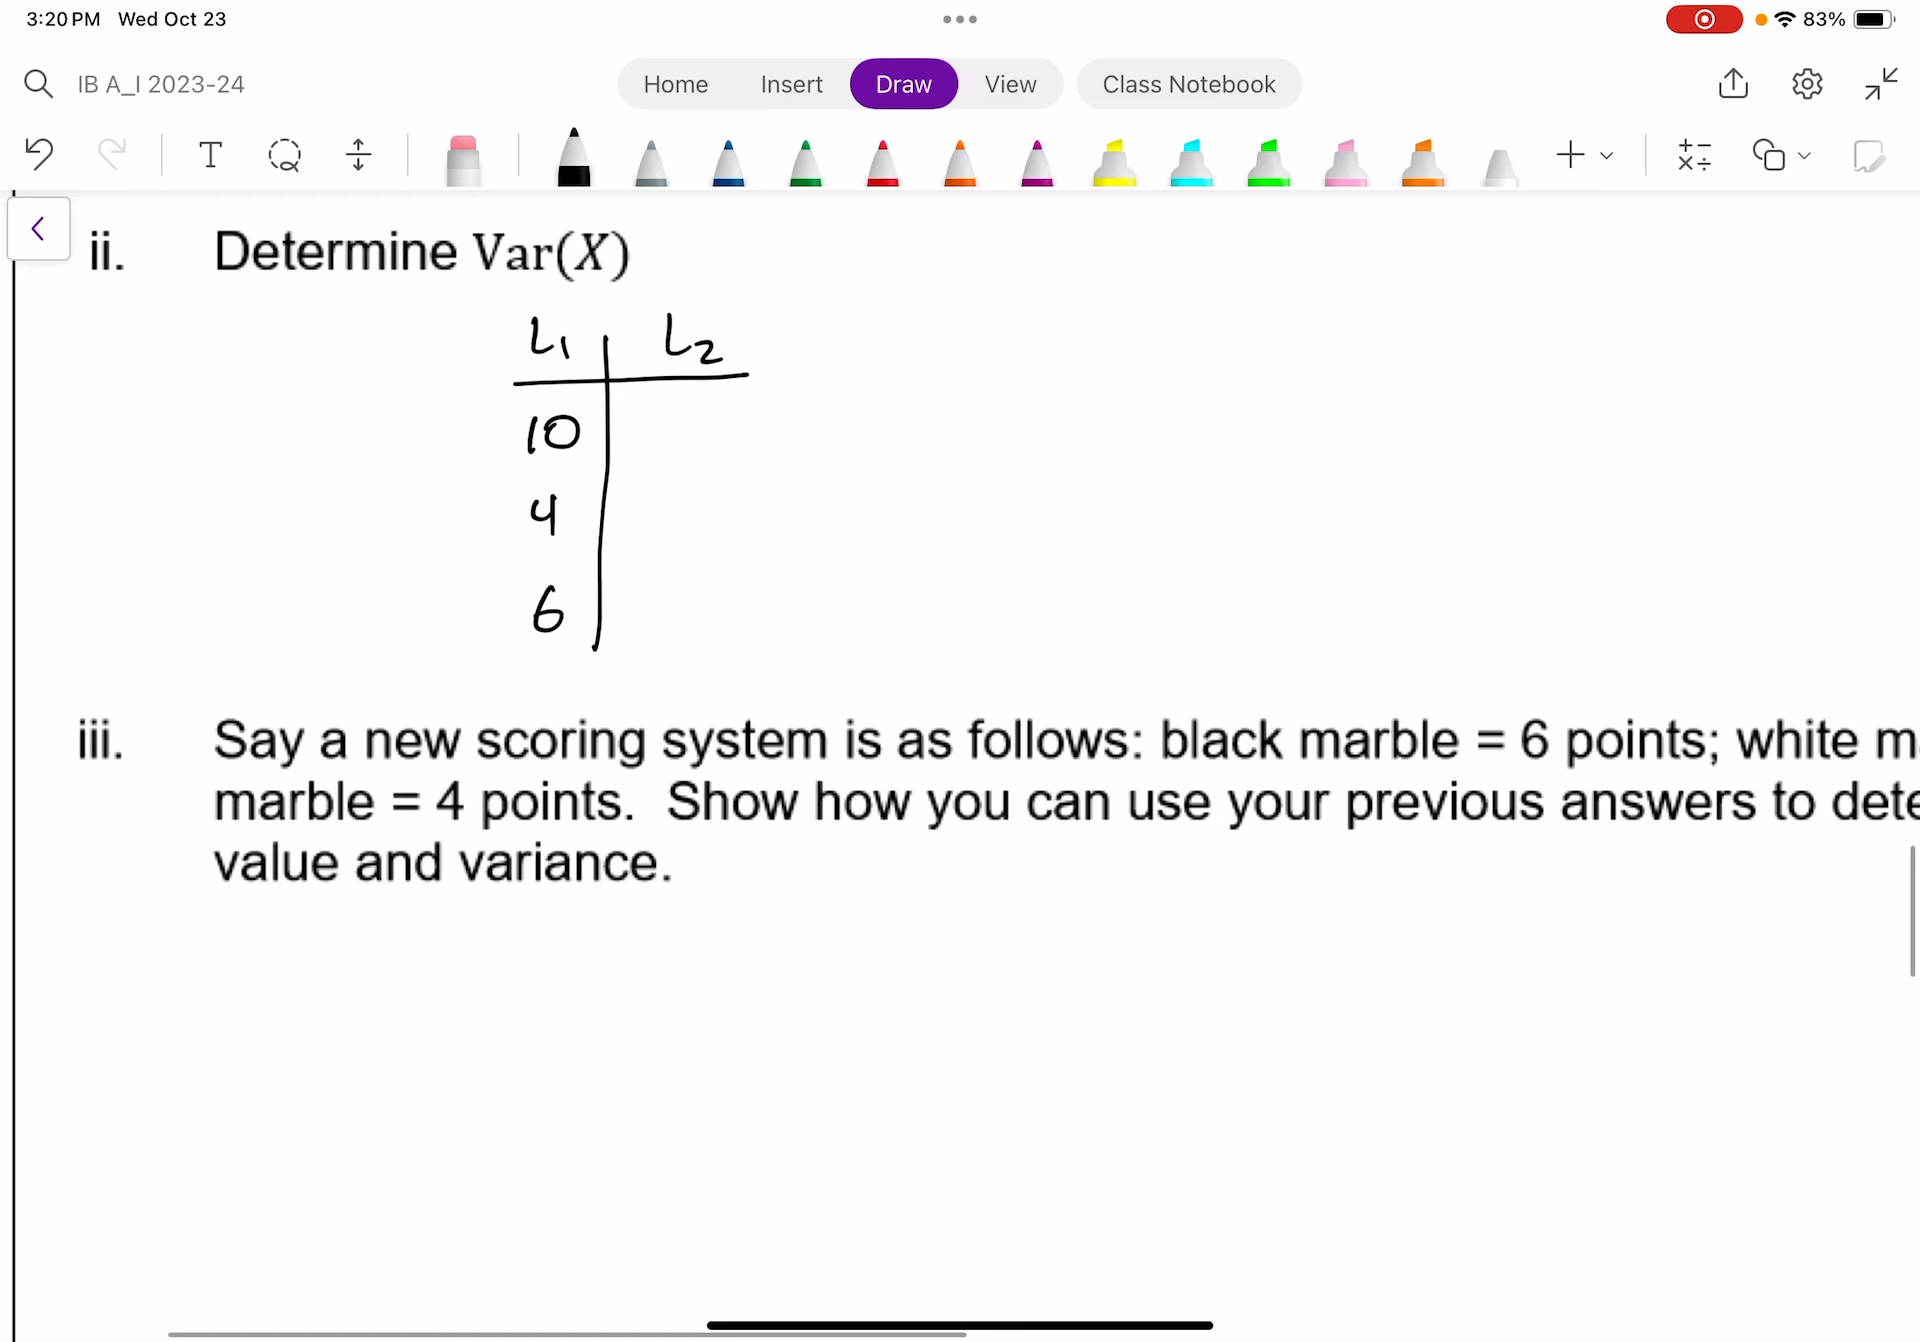 3:20 PM Wed Oct 23
83%
IB A_I 2023-24
Home Insert Draw View Class Notebook
T
ii. Determine Var(X)
L1 L2
10
4
6
iii. Say a new scoring system is as follows: black marble = 6 points; white m
marble = 4 points. Show how you can use your previous answers to dete
value and variance.